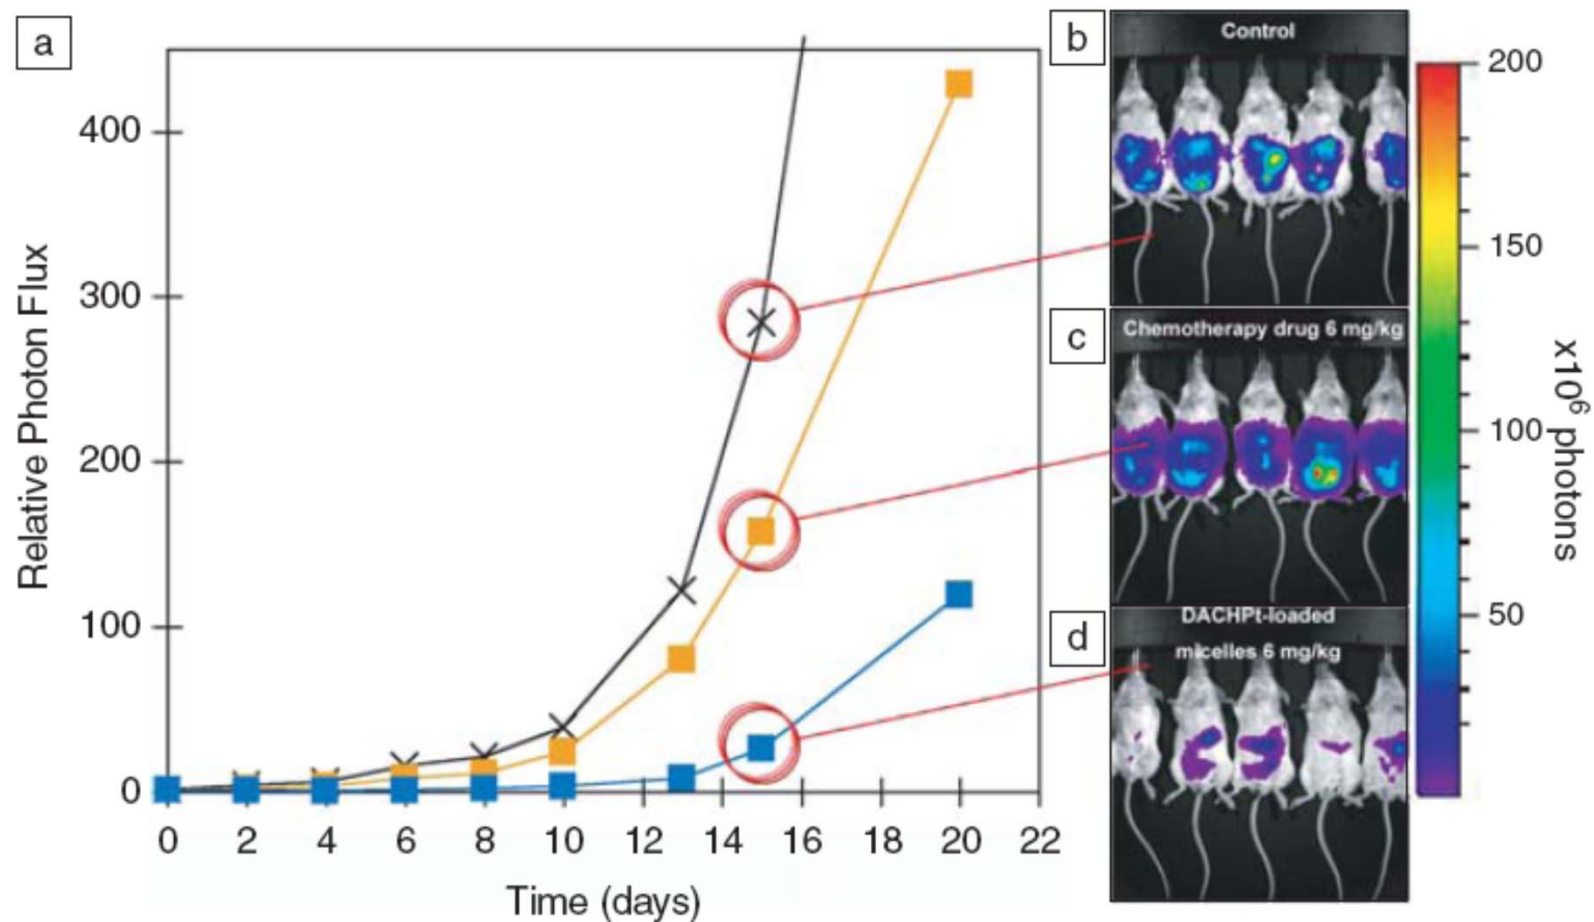 a
Relative Photon Flux
400
300
200
100
0
0 2 4 6 8 10 12 14 16 18 20 22
Time (days)
b
Control
c
Chemotherapy drug 6 mg/kg
d
DACHPt-loaded
micelles 6 mg/kg
200
150
100
50
x10⁶ photons